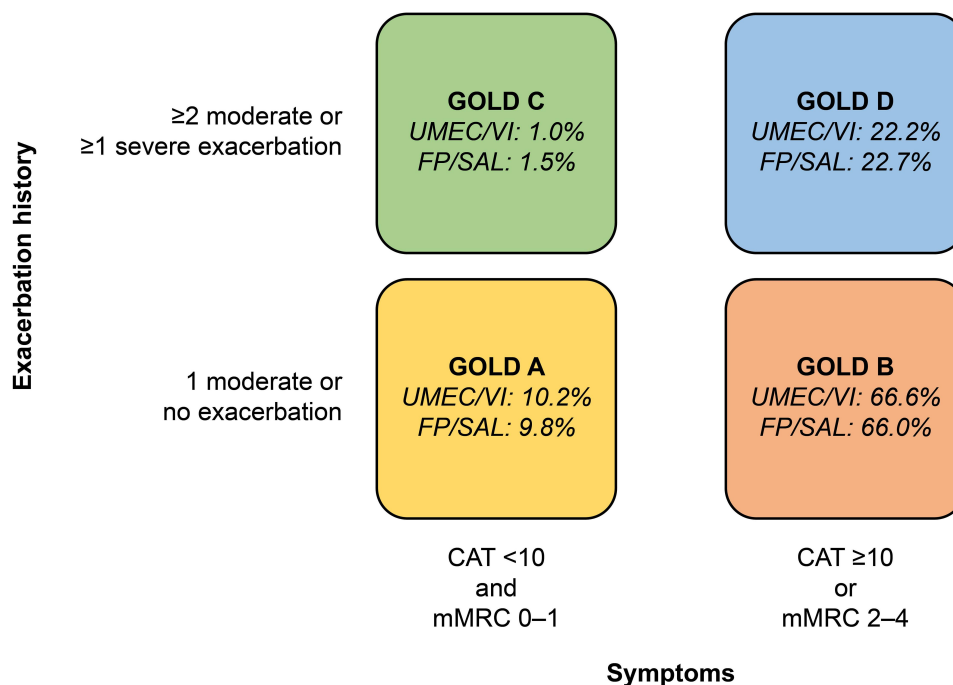 Exacerbation history
≥2 moderate or
≥1 severe exacerbation
GOLD C
UMEC/VI: 1.0%
FP/SAL: 1.5%
GOLD D
UMEC/VI: 22.2%
FP/SAL: 22.7%
1 moderate or
no exacerbation
GOLD A
UMEC/VI: 10.2%
FP/SAL: 9.8%
GOLD B
UMEC/VI: 66.6%
FP/SAL: 66.0%
CAT <10
and
mMRC 0–1
CAT ≥10
or
mMRC 2–4
Symptoms